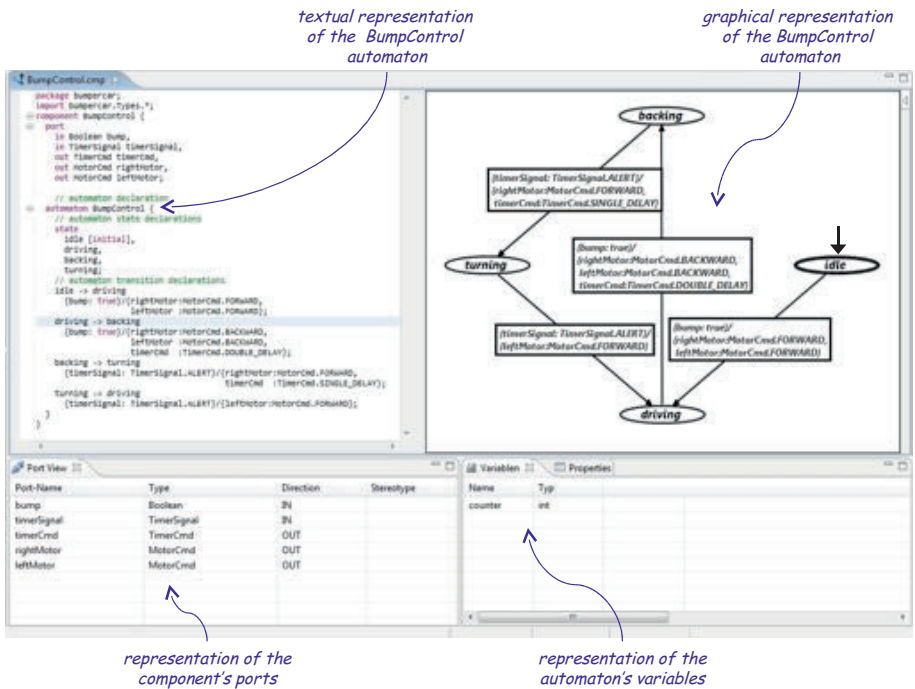 textual representation
of the BumpControl
automaton
graphical representation
of the BumpControl
automaton
BumpControl.cmp
package bumpercar;
import bumpercar.Types.*;
component BumpControl {
port
in Boolean bump,
in TimerSignal timerSignal,
out TimerCmd timerCmd,
out MotorCmd rightMotor,
out MotorCmd leftMotor;
// automaton declaration
automaton BumpControl {
// automaton state declarations
state
idle [initial],
driving,
backing,
turning;
// automaton transition declarations
idle -> driving
{bump: true}/{rightMotor:MotorCmd.FORWARD,
leftMotor :MotorCmd.FORWARD};
driving -> backing
{bump: true}/{rightMotor:MotorCmd.BACKWARD,
leftMotor :MotorCmd.BACKWARD,
timerCmd :TimerCmd.DOUBLE_DELAY};
backing -> turning
{timerSignal: TimerSignal.ALERT}/{rightMotor:MotorCmd.FORWARD,
timerCmd :TimerCmd.SINGLE_DELAY};
turning -> driving
{timerSignal: TimerSignal.ALERT}/{leftMotor:MotorCmd.FORWARD};
}
}
backing
{timerSignal: TimerSignal.ALERT}/
{rightMotor:MotorCmd.FORWARD,
timerCmd:TimerCmd.SINGLE_DELAY}
turning
{bump: true}/
{rightMotor:MotorCmd.BACKWARD,
leftMotor:MotorCmd.BACKWARD,
timerCmd:TimerCmd.DOUBLE_DELAY}
idle
{timerSignal: TimerSignal.ALERT}/
{leftMotor:MotorCmd.FORWARD}
{bump: true}/
{rightMotor:MotorCmd.FORWARD,
leftMotor:MotorCmd.FORWARD}
driving
Port View
Port-Name Type Direction Stereotype
bump Boolean IN
timerSignal TimerSignal IN
timerCmd TimerCmd OUT
rightMotor MotorCmd OUT
leftMotor MotorCmd OUT
Variablen Properties
Name Typ
counter int
representation of the
component's ports
representation of the
automaton's variables